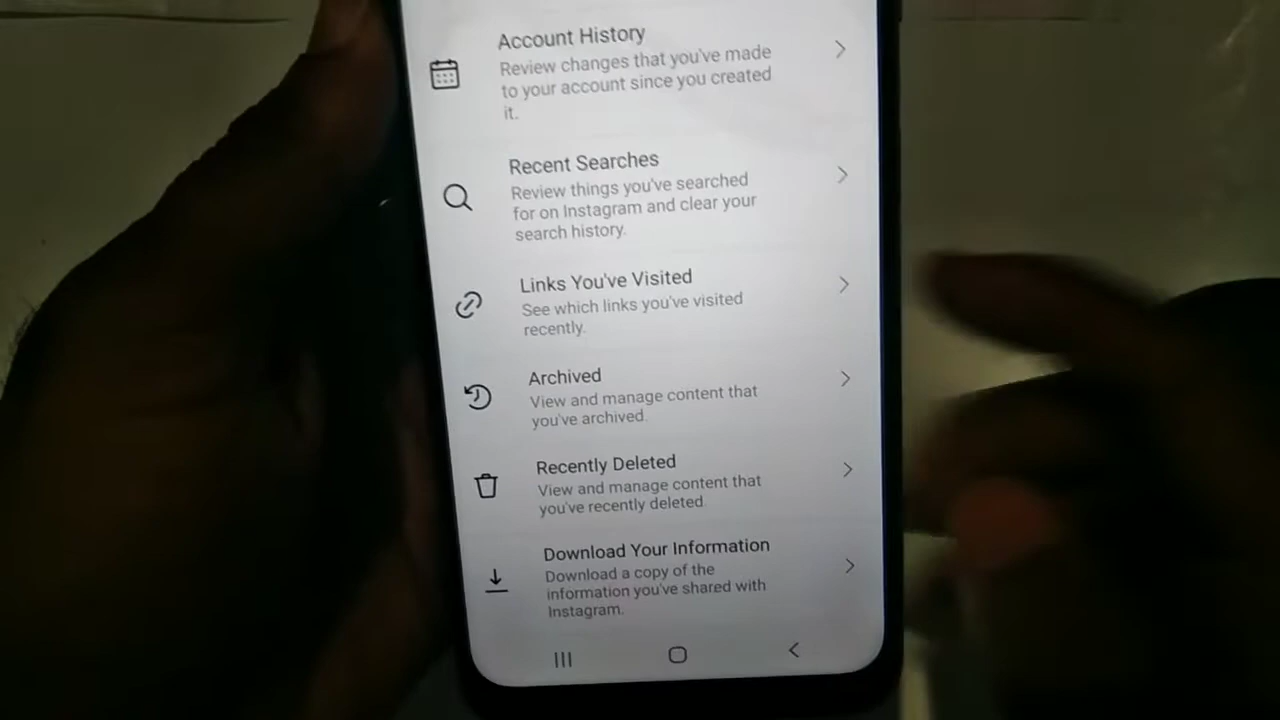 Account History
Review changes that you've made
to your account since you created
it.
Recent Searches
Review things you've searched
for on Instagram and clear your
search history.
Links You've Visited
See which links you've visited
recently.
Archived
View and manage content that
you've archived.
Recently Deleted
View and manage content that
you've recently deleted.
Download Your Information
Download a copy of the
information you've shared with
Instagram.